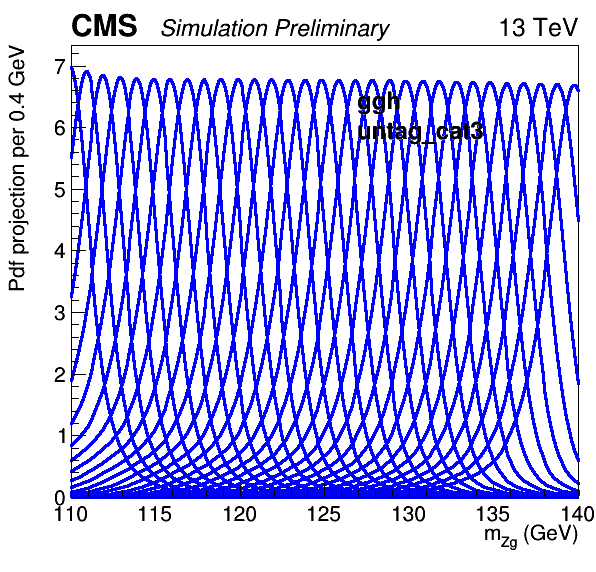 CMS Simulation Preliminary 13 TeV
Pdf projection per 0.4 GeV
7
6
5
4
3
2
1
0
ggh
untag_cat3
110 115 120 125 130 135 140
m_zg (GeV)